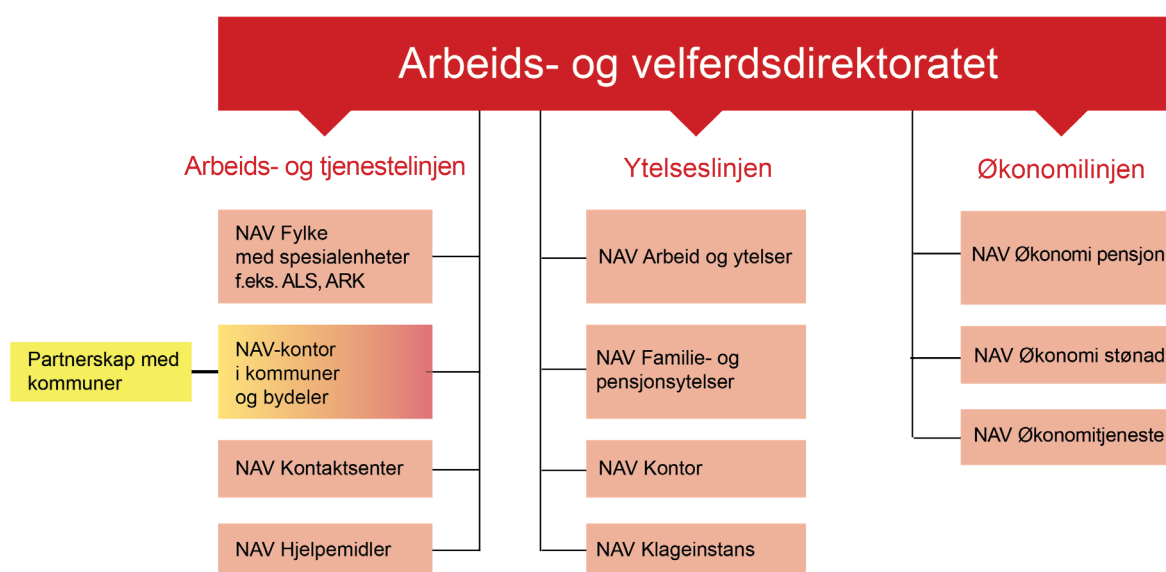 Arbeids- og velferdsdirektoratet
Arbeids- og tjenestelinjen
NAV Fylke
med spesialenheter
f.eks. ALS, ARK
Partnerskap med
kommuner
NAV-kontor
i kommuner
og bydeler
NAV Kontaktsenter
NAV Hjelpemidler
Ytelseslinjen
NAV Arbeid og ytelser
NAV Familie- og
pensjonsytelser
NAV Kontor
NAV Klageinstans
Økonomilinjen
NAV Økonomi pensjon
NAV Økonomi stønad
NAV Økonomitjeneste